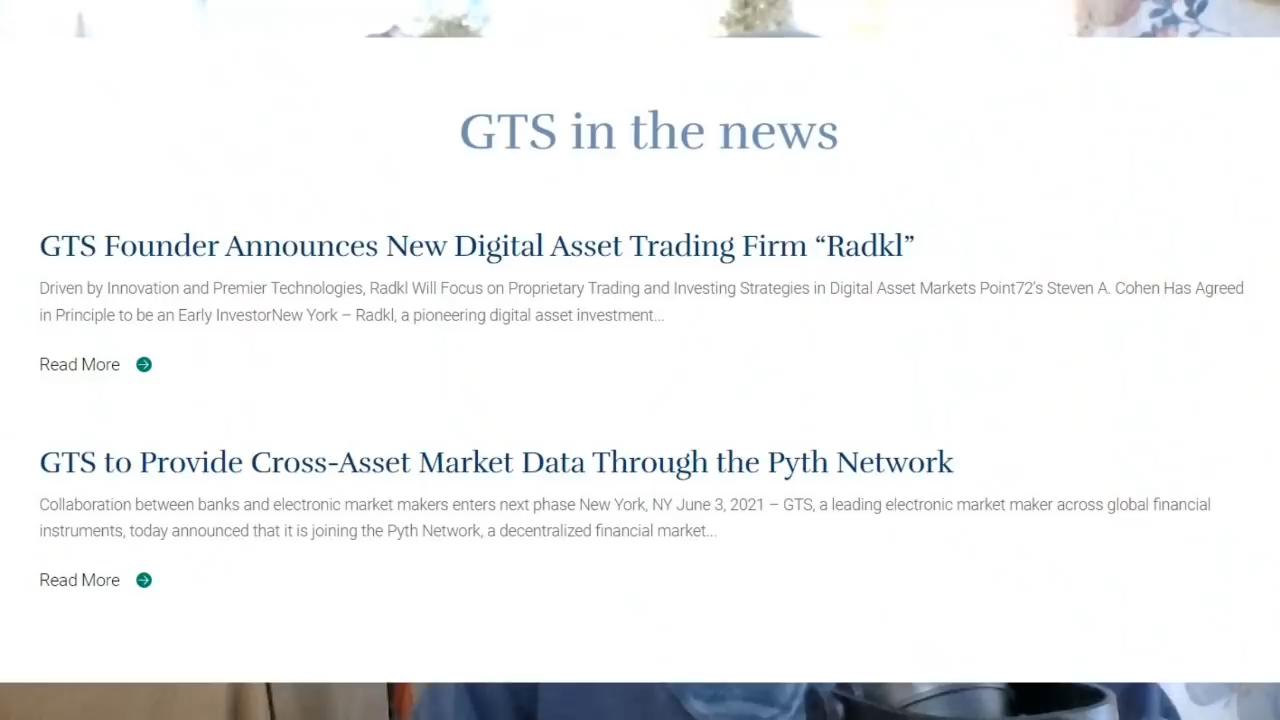 GTS in the news
GTS Founder Announces New Digital Asset Trading Firm “Radkl”
Driven by Innovation and Premier Technologies, Radkl Will Focus on Proprietary Trading and Investing Strategies in Digital Asset Markets Point72's Steven A. Cohen Has Agreed
in Principle to be an Early InvestorNew York – Radkl, a pioneering digital asset investment...
Read More
GTS to Provide Cross-Asset Market Data Through the Pyth Network
Collaboration between banks and electronic market makers enters next phase New York, NY June 3, 2021 – GTS, a leading electronic market maker across global financial
instruments, today announced that it is joining the Pyth Network, a decentralized financial market...
Read More